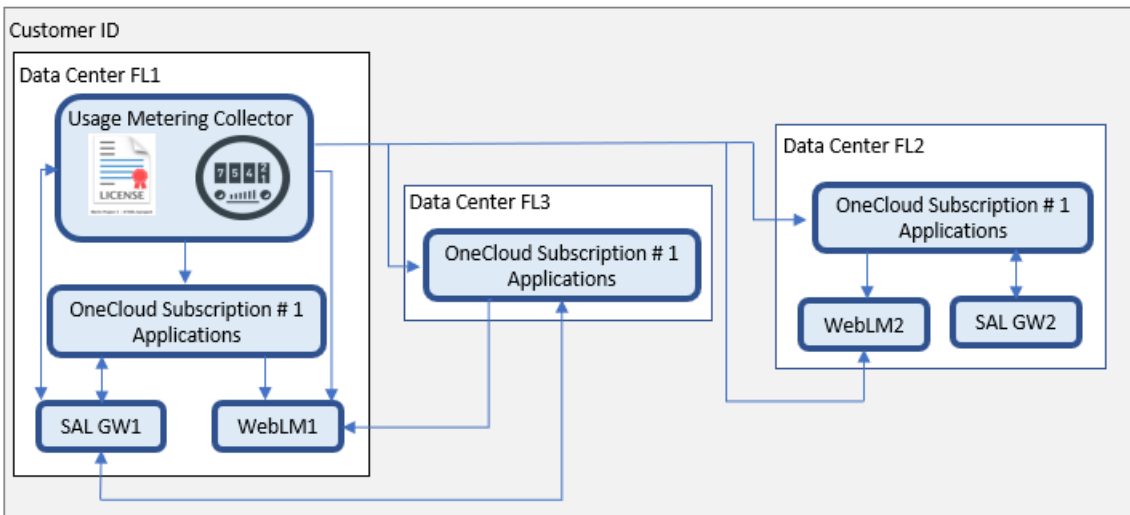 Customer ID
Data Center FL1
Usage Metering Collector
LICENSE
7 5 4 2
1
OneCloud Subscription # 1
Applications
SAL GW1
WebLM1
Data Center FL3
OneCloud Subscription # 1
Applications
Data Center FL2
OneCloud Subscription # 1
Applications
WebLM2
SAL GW2